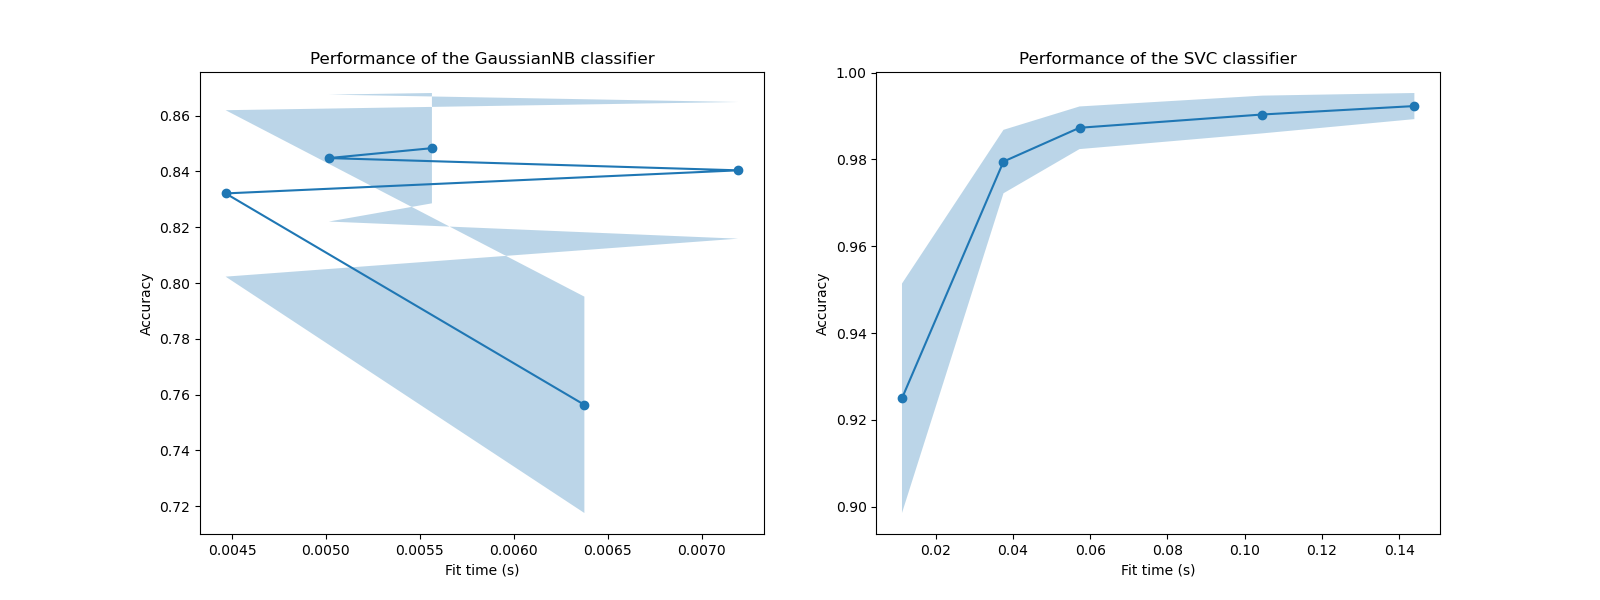 Performance of the GaussianNB classifier
Accuracy
0.86
0.84
0.82
0.80
0.78
0.76
0.74
0.72
0.0045 0.0050 0.0055 0.0060 0.0065 0.0070
Fit time (s)
Performance of the SVC classifier
Accuracy
1.00
0.98
0.96
0.94
0.92
0.90
0.02 0.04 0.06 0.08 0.10 0.12 0.14
Fit time (s)